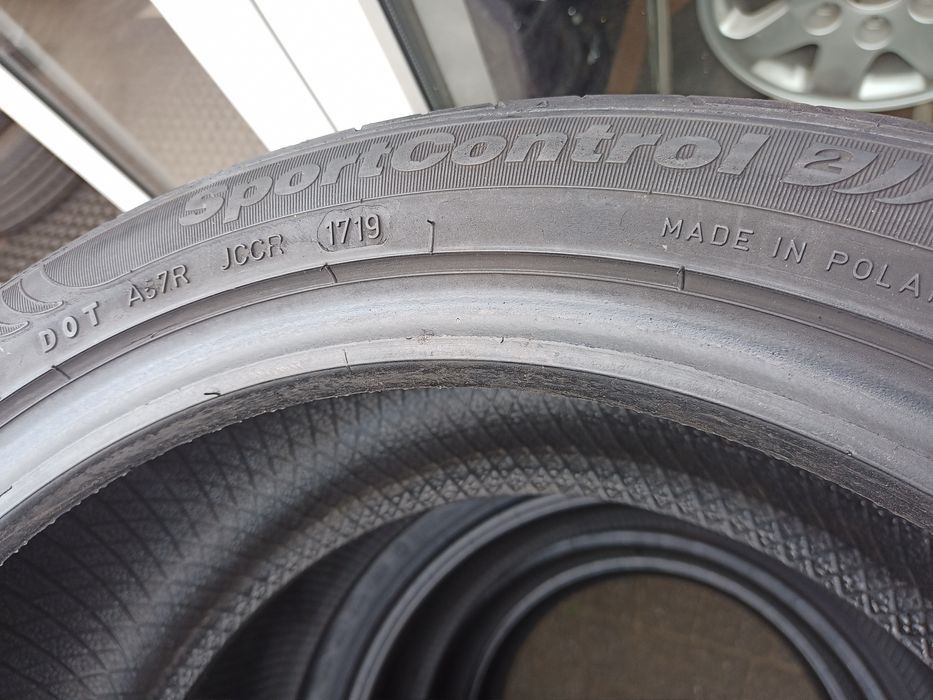 SportControl 2
DOT A57R JCCR 1719
MADE IN POLA